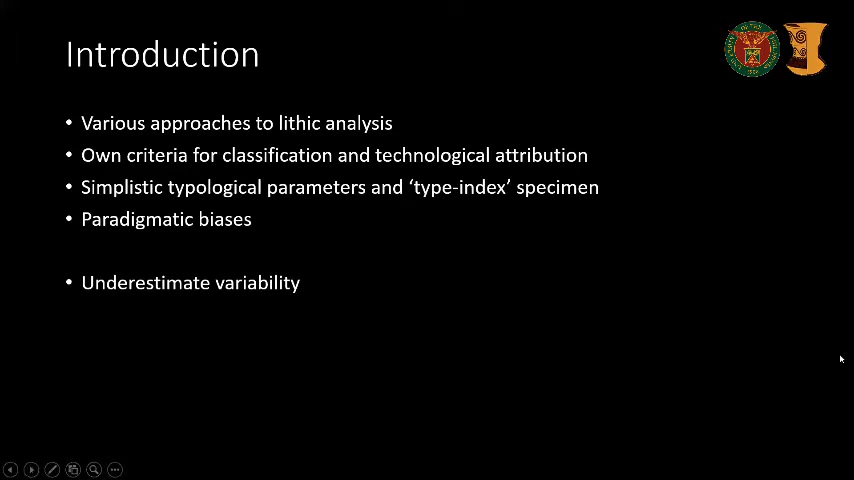 Introduction
• Various approaches to lithic analysis
• Own criteria for classification and technological attribution
• Simplistic typological parameters and ‘type-index’ specimen
• Paradigmatic biases
• Underestimate variability